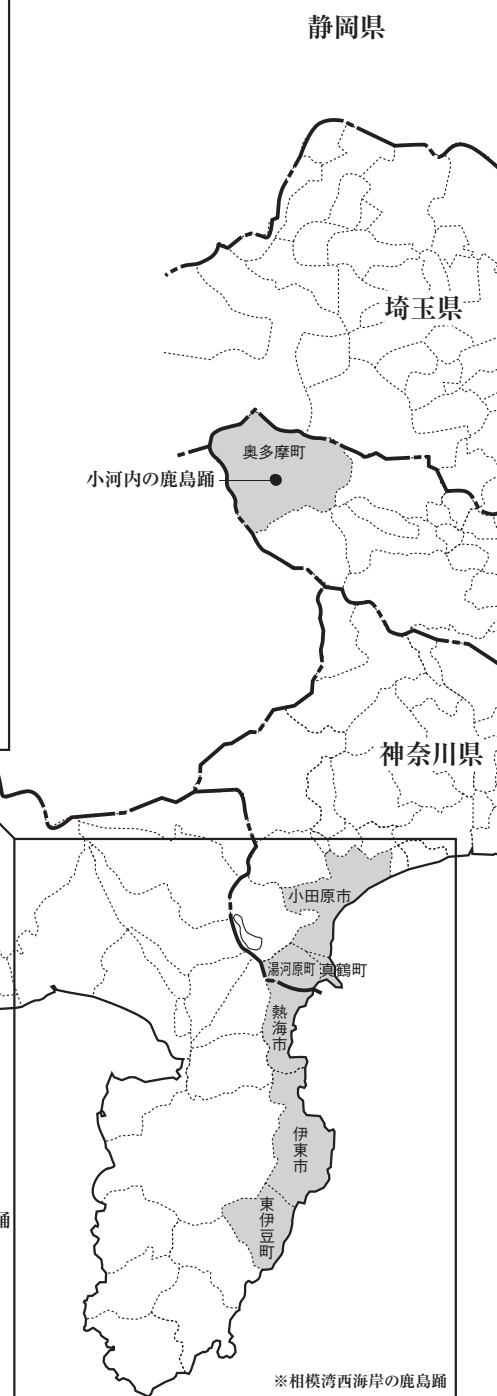 静岡県
埼玉県
奥多摩町
小河内の鹿島踊
神奈川県
小田原市
湯河原町
真鶴町
熱海市
伊東市
東伊豆町
踊
※相模湾西海岸の鹿島踊